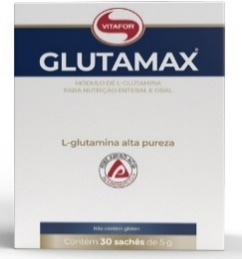 VITAFOR
GLUTAMAX®
MÓDULO DE L-GLUTAMINA
PARA NUTRIÇÃO ENTERAL E ORAL
L-glutamina alta pureza
Não contém glúten
Contém 30 sachês de 5 g